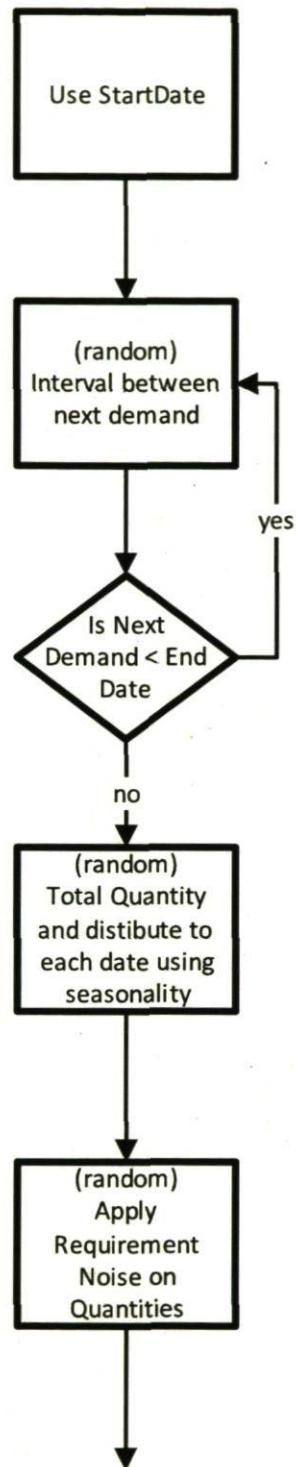 Use StartDate
(random)
Interval between
next demand
yes
Is Next
Demand < End
Date
no
(random)
Total Quantity
and distibute to
each date using
seasonality
(random)
Apply
Requirement
Noise on
Quantities